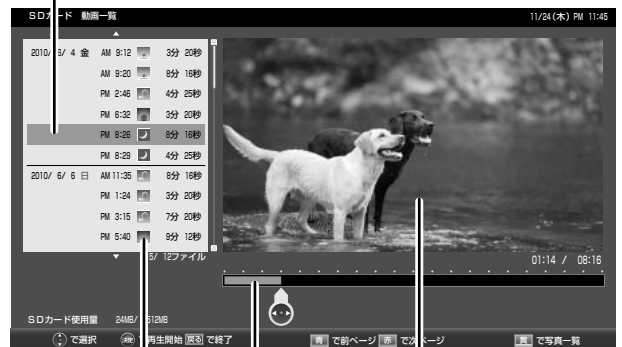 SDカード 動画一覧
11/24(木) PM 11:45
2010/ 6/ 4 金 AM 9:12 3分 20秒
AM 9:20 8分 16秒
PM 2:46 4分 25秒
PM 6:32 3分 20秒
PM 8:26 8分 16秒
PM 8:29 4分 25秒
2010/ 6/ 6 日 AM 11:35 8分 16秒
PM 1:24 3分 20秒
PM 3:15 7分 20秒
PM 5:40 9分 12秒
5/ 12ファイル
01:14 / 08:16
SDカード使用量 24MB/ 512MB
で選択 決定 で再生開始 戻る で終了 青 で前ページ 赤 で次ページ 黄 で写真一覧